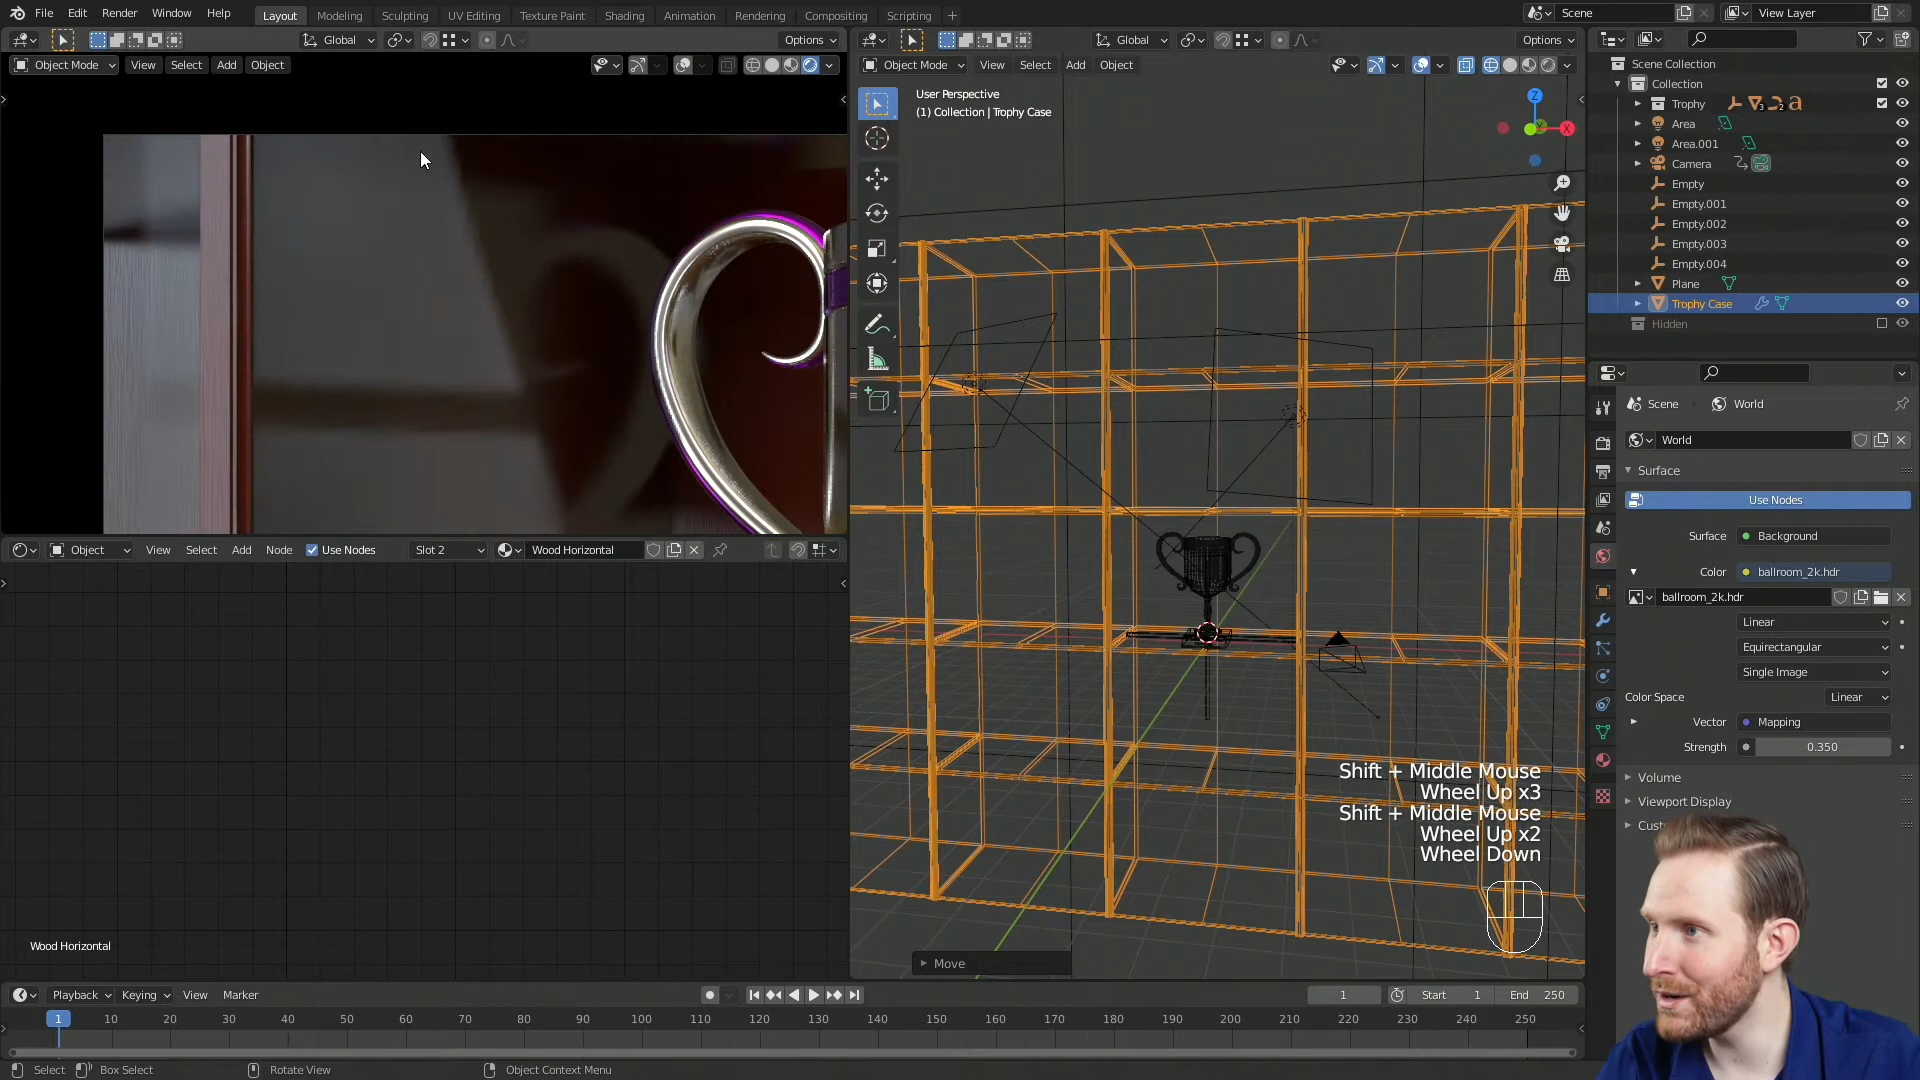 File Edit Render Window Help Layout Modeling Sculpting UV Editing Texture Paint Shading Animation Rendering Compositing Scripting + Scene View Layer
Global Options Global Options
Object Mode View Select Add Object Object Mode View Select Add Object
User Perspective
(1) Collection | Trophy Case
Z
X
Scene Collection
Collection
Trophy 3 2 a
Area
Area.001
Camera
Empty
Empty.001
Empty.002
Empty.003
Empty.004
Plane
Trophy Case
Hidden
Scene World
World
Surface
Use Nodes
Surface Background
Color ballroom_2k.hdr
ballroom_2k.hdr
Linear
Equirectangular
Single Image
Color Space Linear
Vector Mapping
Strength 0.350
Volume
Viewport Display
Shift + Middle Mouse
Wheel Up x3
Shift + Middle Mouse
Wheel Up x2
Wheel Down
Move
Object View Select Add Node Use Nodes Slot 2 Wood Horizontal
Wood Horizontal
Playback Keying View Marker 1 Start 1 End 250
1 10 20 30 40 50 60 70 80 90 100 110 120 130 140 150 160 170 180 190 200 210 220 230 240 250
Select Box Select Rotate View Object Context Menu